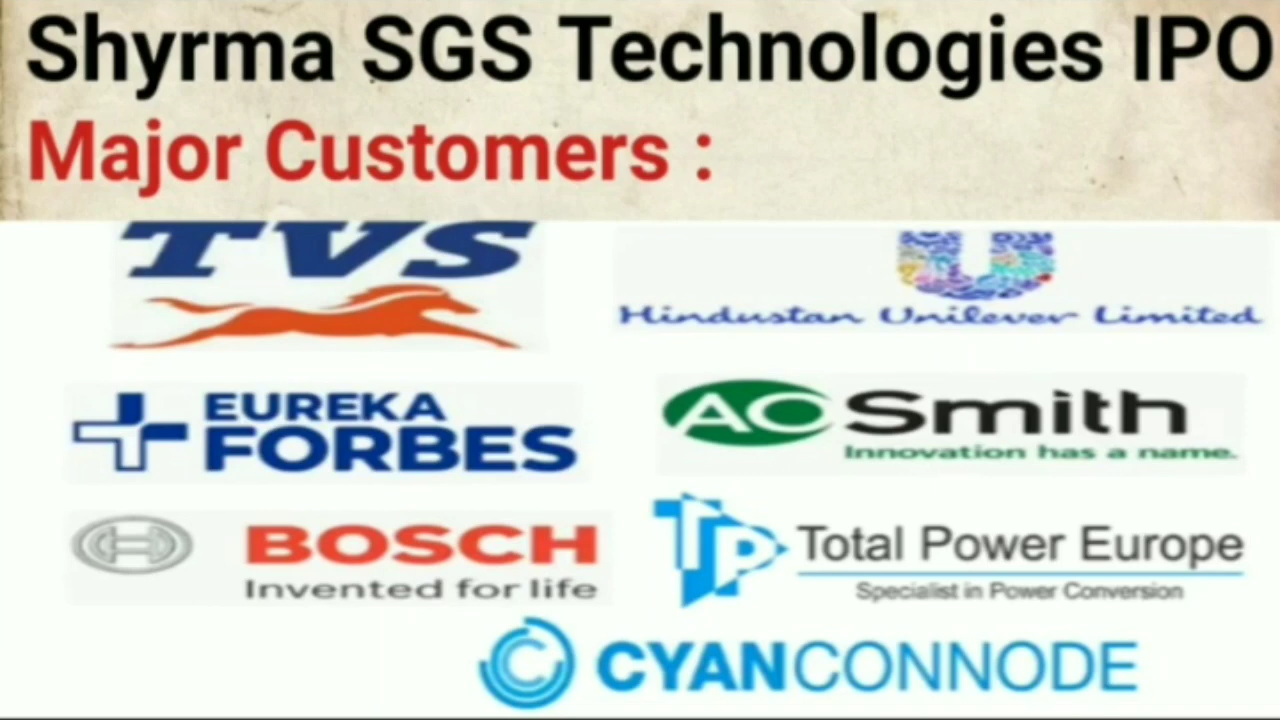 Shyrma SGS Technologies IPO
Major Customers :
TVS
U
Hindustan Unilever Limited
EUREKA
FORBES
AO Smith
Innovation has a name.
BOSCH
Invented for life
TP Total Power Europe
Specialist in Power Conversion
CYANCONNODE